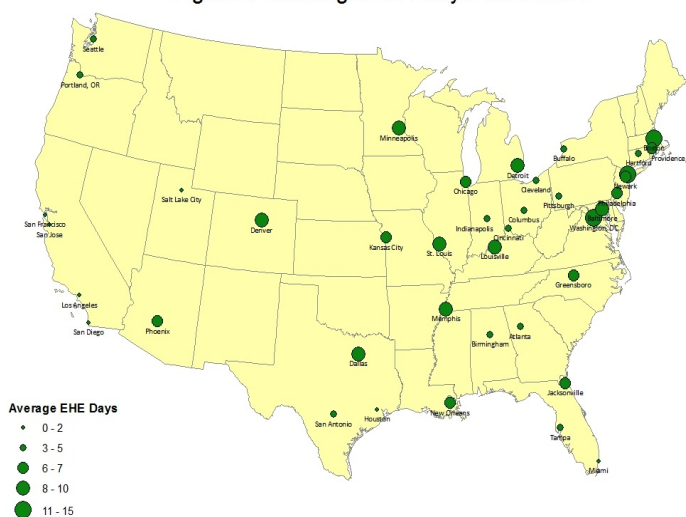 Seattle
Portland, OR
Minneapolis
Buffalo
Boston
Providence,
Hartford
Detroit
Chicago
Cleveland
Newark
Salt Lake City
Pittsburgh
Philadelphia
Columbus
Baltimore
San Francisco
Denver
Indianapolis
Washington, DC
San Jose
Kansas City
St. Louis
Cincinnati
Louisville
Greensboro
Los Angeles
San Diego
Phoenix
Memphis
Birmingham
Atlanta
Dallas
Jacksonville
New Orleans
San Antonio
Houston
Tampa
Miami
Average EHE Days
0 - 2
3 - 5
6 - 7
8 - 10
11 - 15